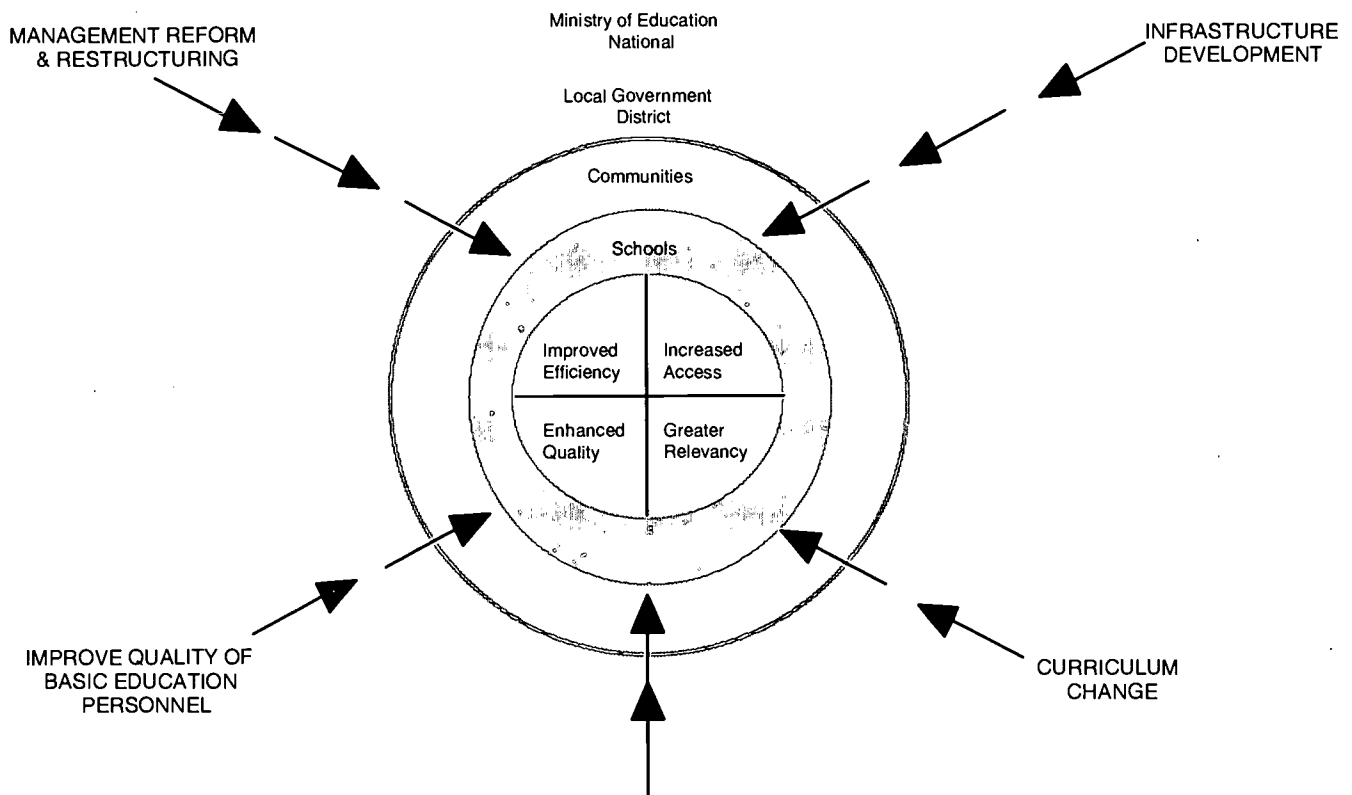 Ministry of Education
National
MANAGEMENT REFORM
& RESTRUCTURING
INFRASTRUCTURE
DEVELOPMENT
Local Government
District
Communities
Schools
Improved
Efficiency
Increased
Access
Enhanced
Quality
Greater
Relevancy
IMPROVE QUALITY OF
BASIC EDUCATION
PERSONNEL
CURRICULUM
CHANGE